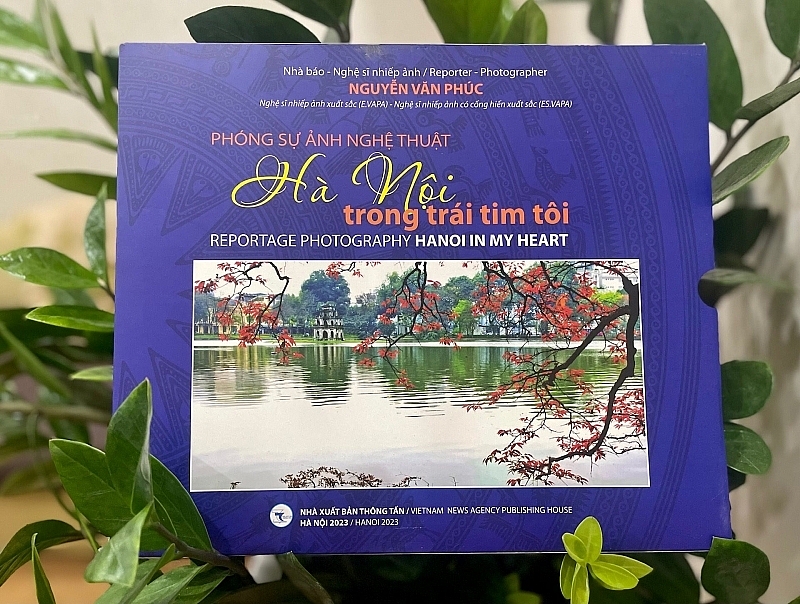 Nhà báo - Nghệ sĩ nhiếp ảnh / Reporter - Photographer
NGUYỄN VĂN PHÚC
Nghệ sĩ nhiếp ảnh xuất sắc (E.VAPA) - Nghệ sĩ nhiếp ảnh có cống hiến xuất sắc (ES.VAPA)
PHÓNG SỰ ẢNH NGHỆ THUẬT
Hà Nội
trong trái tim tôi
REPORTAGE PHOTOGRAPHY HANOI IN MY HEART
NHÀ XUẤT BẢN THÔNG TẤN / VIETNAM NEWS AGENCY PUBLISHING HOUSE
HÀ NỘI 2023 / HANOI 2023